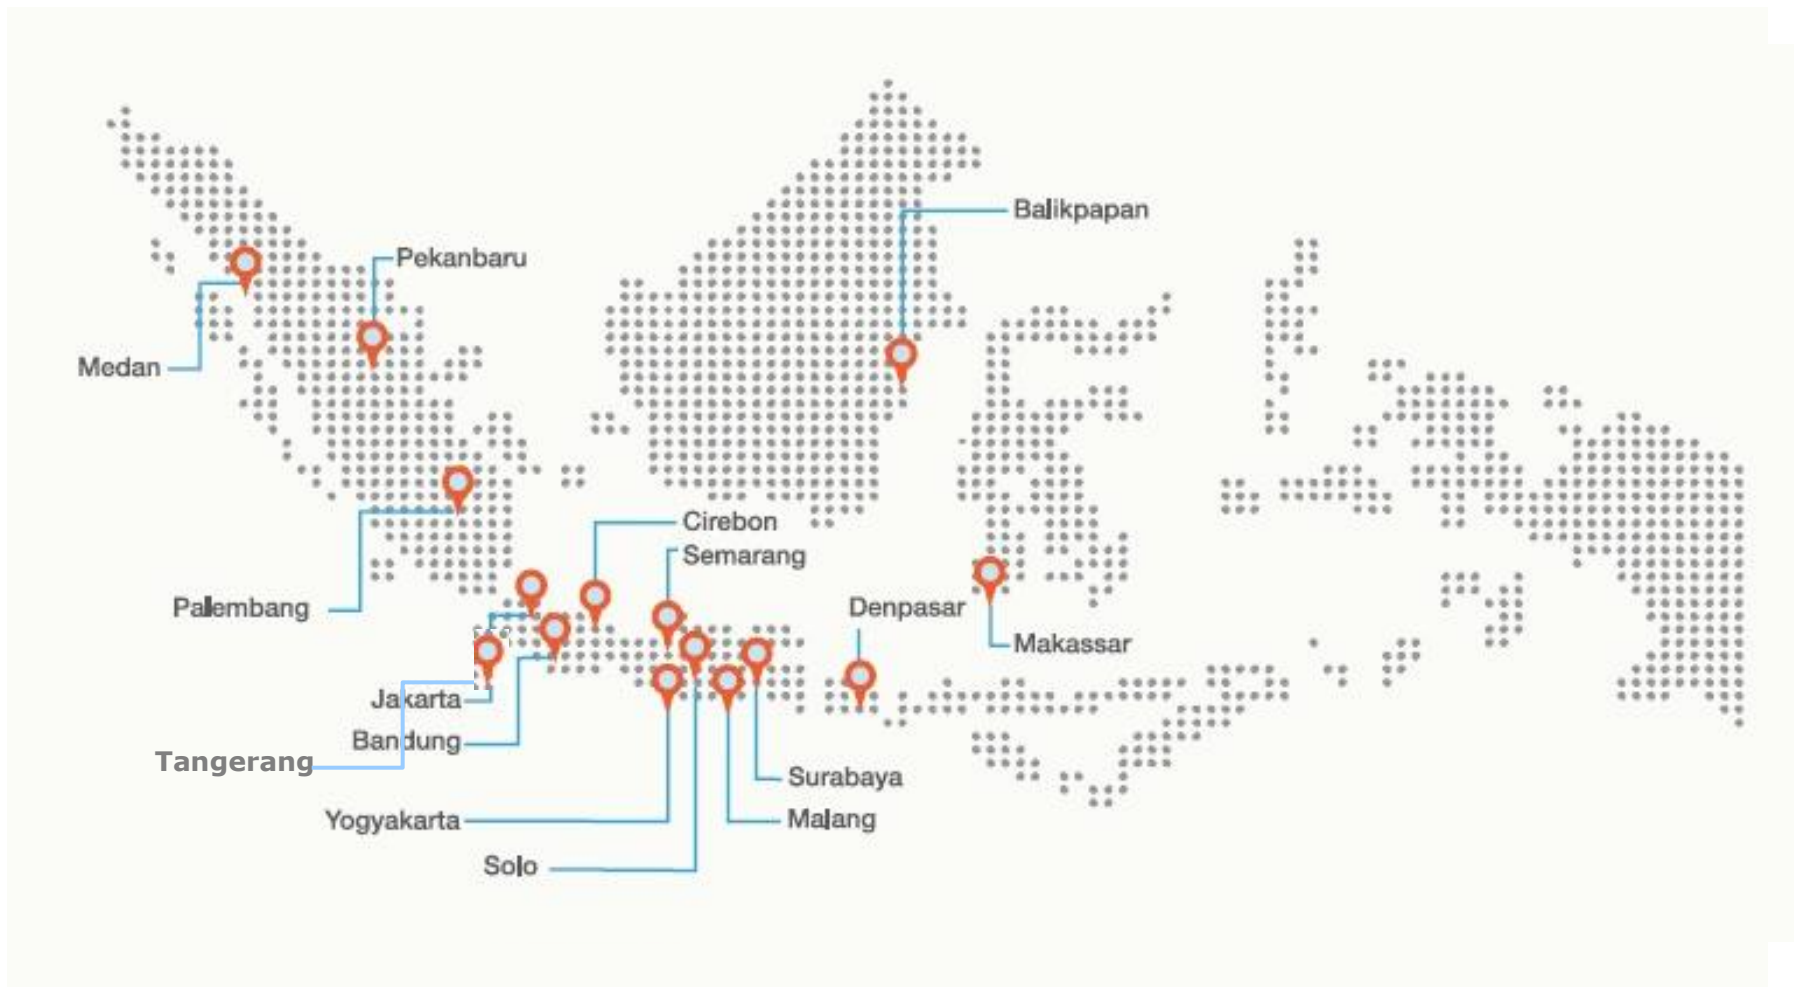 Balikpapan
Pekanbaru
Medan
Cirebon
Semarang
Palembang
Denpasar
Makassar
Jakarta
Bandung
Tangerang
Surabaya
Yogyakarta
Malang
Solo